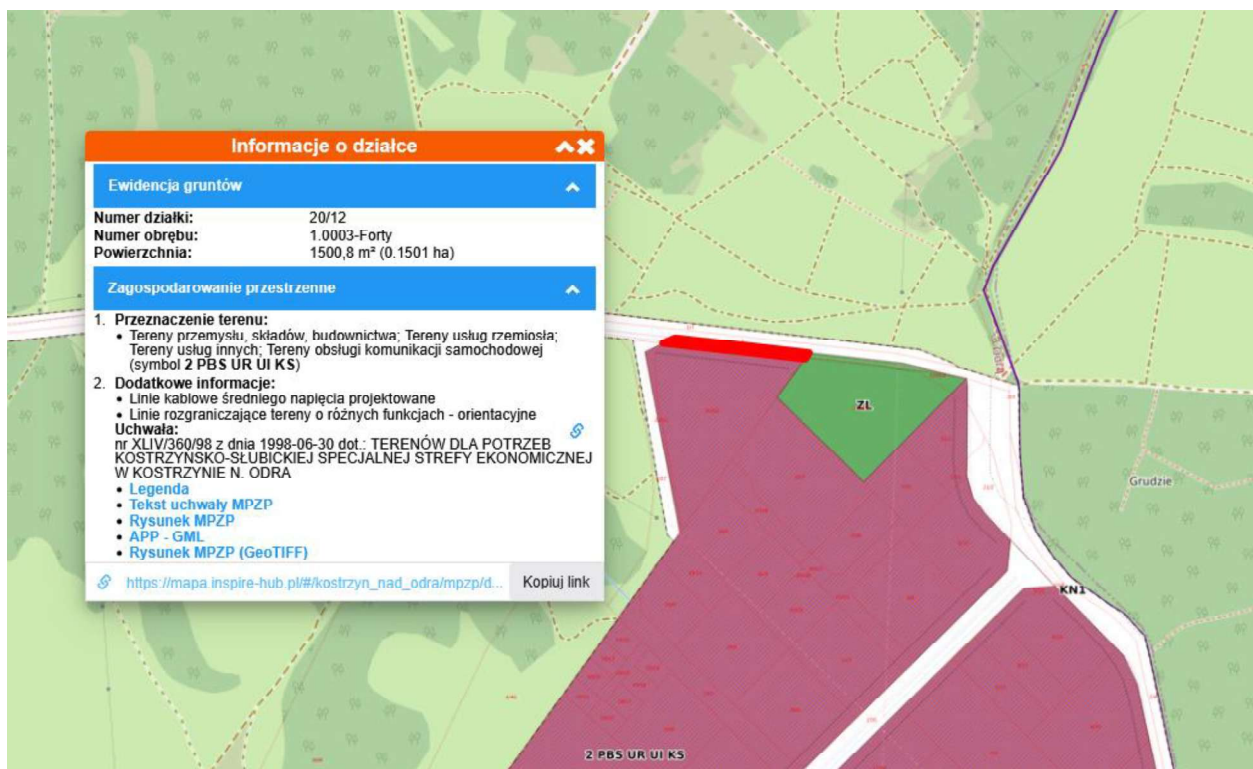 Informacje o działce
Ewidencja gruntów
Numer działki: 20/12
Numer obrębu: 1.0003-Forty
Powierzchnia: 1500,8 m² (0.1501 ha)
Zagospodarowanie przestrzenne
1. Przeznaczenie terenu:
• Tereny przemysłu, składów, budownictwa; Tereny usług rzemiosła;
Tereny usług innych; Tereny obsługi komunikacji samochodowej
(symbol 2 PBS UR UI KS)
2. Dodatkowe informacje:
• Linie kablowe średniego napięcia projektowane
• Linie rozgraniczające tereny o różnych funkcjach - orientacyjne
Uchwała:
nr XLIV/360/98 z dnia 1998-06-30 dot.: TERENÓW DLA POTRZEB
KOSTRZYŃSKO-SŁUBICKIEJ SPECJALNEJ STREFY EKONOMICZNEJ
W KOSTRZYNIE N. ODRA
• Legenda
• Tekst uchwały MPZP
• Rysunek MPZP
• APP - GML
• Rysunek MPZP (GeoTIFF)
https://mapa.inspire-hub.pl/#/kostrzyn_nad_odra/mpzp/d... Kopiuj link
ZL
Grudzie
KN1
2 PBS UR UI KS